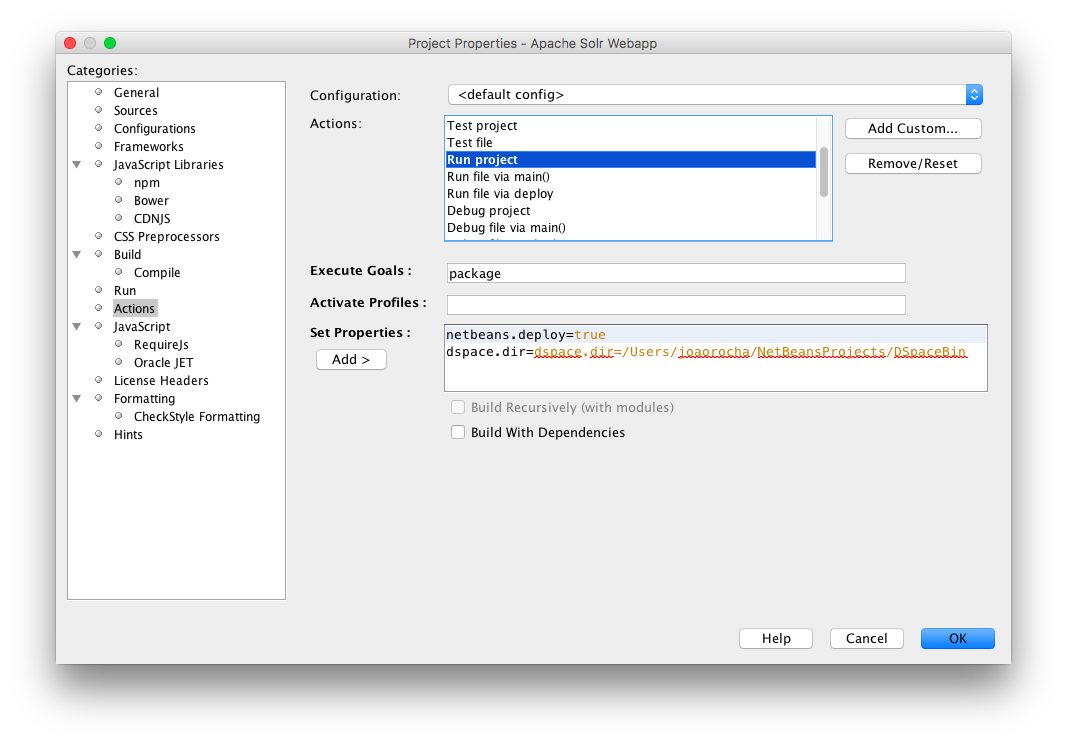 Project Properties - Apache Solr Webapp
Categories:
General
Sources
Configurations
Frameworks
JavaScript Libraries
npm
Bower
CDNJS
CSS Preprocessors
Build
Compile
Run
Actions
JavaScript
RequireJs
Oracle JET
License Headers
Formatting
CheckStyle Formatting
Hints
Configuration:
<default config>
Actions:
Test project
Test file
Run project
Run file via main()
Run file via deploy
Debug project
Debug file via main()
Add Custom...
Remove/Reset
Execute Goals :
package
Activate Profiles :
Set Properties :
Add >
netbeans.deploy=true
dspace.dir=dspace.dir=/Users/joaorocha/NetBeansProjects/DSpaceBin
Build Recursively (with modules)
Build With Dependencies
Help
Cancel
OK